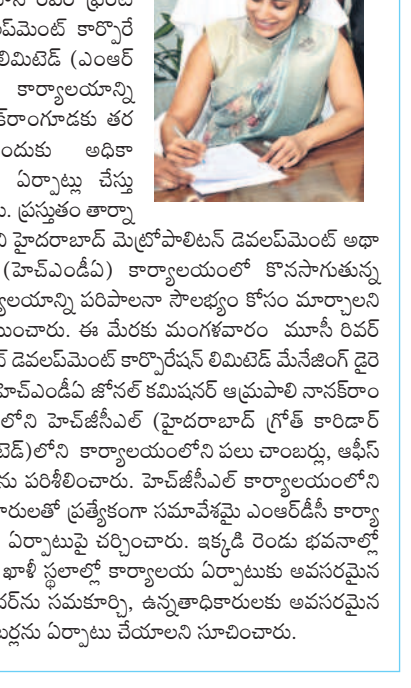 లప్‌మెంట్ కార్పొరే
లిమిటెడ్ (ఎంఆర్
కార్యాలయాన్ని
క్‌రాంగూడకు తర
ందుకు అధికా
ఏర్పాట్లు చేస్తు
. ప్రస్తుతం తార్నా
ని హైదరాబాద్ మెట్రోపాలిటన్ డెవలప్‌మెంట్ అథా
(హెచ్‌ఎండీఏ) కార్యాలయంలో కొనసాగుతున్న
్యాలయాన్ని పరిపాలనా సౌలభ్యం కోసం మార్చాలని
యించారు. ఈ మేరకు మంగళవారం మూసీ రివర్
డెవలప్‌మెంట్ కార్పొరేషన్ లిమిటెడ్ మేనేజింగ్ డైరె
హెచ్‌ఎండీఏ జోనల్ కమిషనర్ ఆమ్రపాలి నానక్‌రాం
లోని హెచ్‌జీసీఎల్ (హైదరాబాద్ గ్రోత్ కారిడార్
టెడ్)లోని కార్యాలయంలోని పలు చాంబర్లు, ఆఫీస్
ను పరిశీలించారు. హెచ్‌జీసీఎల్ కార్యాలయంలోని
ారులతో ప్రత్యేకంగా సమావేశమై ఎంఆర్‌డీసీ కార్యా
ఏర్పాటుపై చర్చించారు. ఇక్కడి రెండు భవనాల్లో
ఖాళీ స్థలాల్లో కార్యాలయ ఏర్పాటుకు అవసరమైన
చర్‌ను సమకూర్చి, ఉన్నతాధికారులకు అవసరమైన
బర్లను ఏర్పాటు చేయాలని సూచించారు.